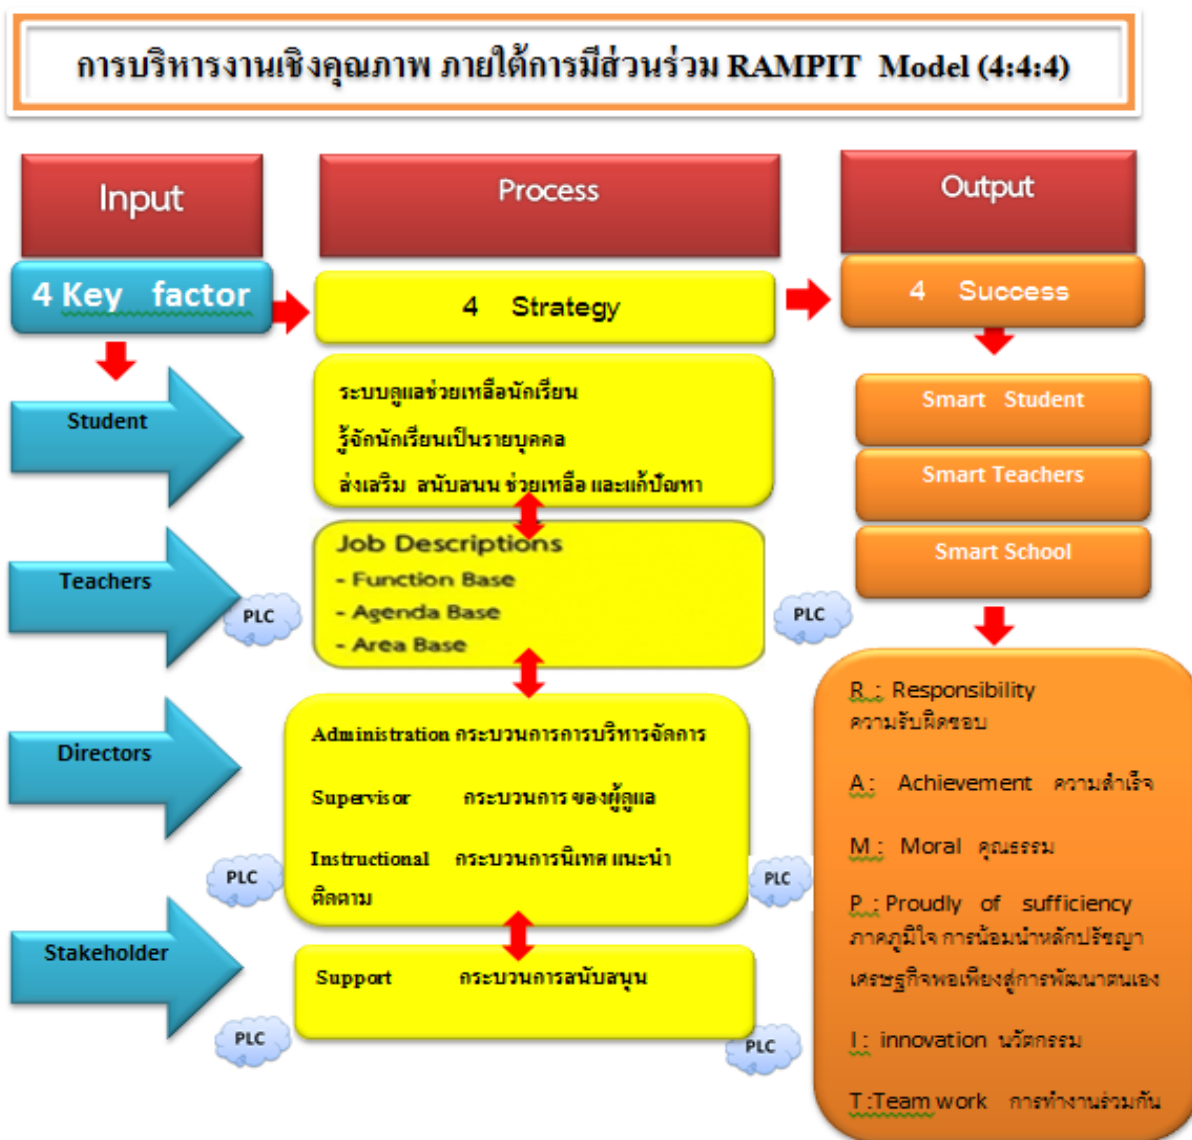 การบริหารงานเชิงคุณภาพ ภายใต้การมีส่วนร่วม RAMPIT Model (4:4:4)
Input
Process
Output
4 Key factor
4 Strategy
4 Success
Student
ระบบดูแลช่วยเหลือนักเรียน
รู้จักนักเรียนเป็นรายบุคคล
ส่งเสริม สนับสนน ช่วยเหลือ และแก้ปัญหา
Smart Student
Smart Teachers
Smart School
Teachers
PLC
Job Descriptions
- Function Base
- Agenda Base
- Area Base
PLC
Directors
Administration กระบวนการการบริหารจัดการ
Supervisor กระบวนการ ของผู้ดูแล
Instructional กระบวนการนิเทศ แนะนำ
ติดตาม
PLC
PLC
Stakeholder
Support กระบวนการสนับสนุน
PLC
PLC
R : Responsibility
ความรับผิดชอบ
A : Achievement ความสำเร็จ
M : Moral คุณธรรม
P : Proudly of sufficiency
ภาคภูมิใจ การน้อมนำหลักปรัชญา
เศรษฐกิจพอเพียงสู่การพัฒนาตนเอง
I : innovation นวัตกรรม
T :Team work การทำงานร่วมกัน